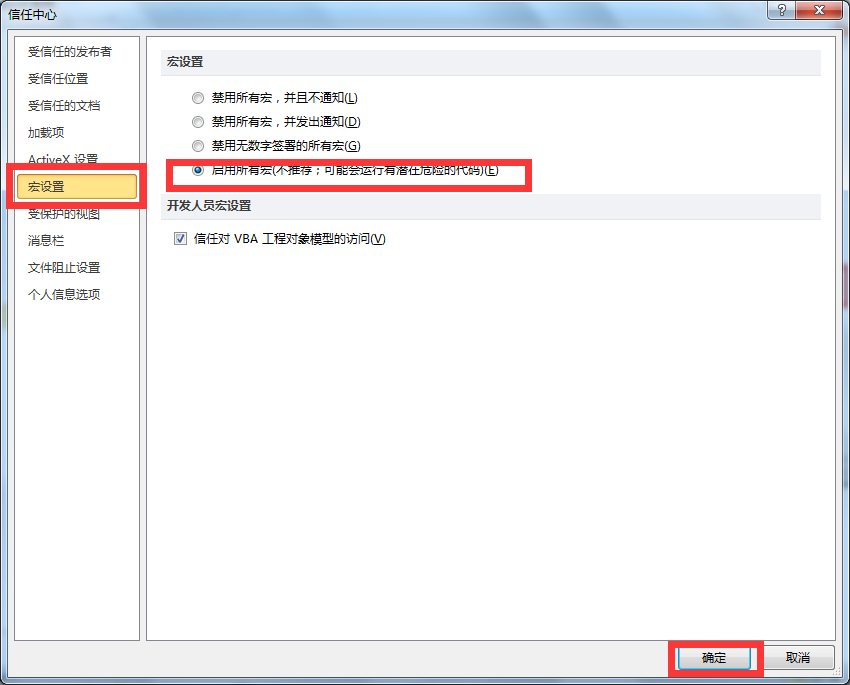 信任中心
受信任的发布者
受信任位置
受信任的文档
加载项
ActiveX 设置
宏设置
受保护的视图
消息栏
文件阻止设置
个人信息选项
宏设置
禁用所有宏，并且不通知(L)
禁用所有宏，并发出通知(D)
禁用无数字签署的所有宏(G)
启用所有宏(不推荐；可能会运行有潜在危险的代码)(E)
开发人员宏设置
信任对 VBA 工程对象模型的访问(V)
确定
取消